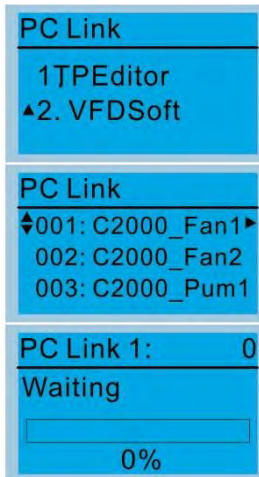 PC Link
1TPEditor
▲2. VFDSoft
PC Link
001: C2000_Fan1
002: C2000_Fan2
003: C2000_Pum1
PC Link 1: 0
Waiting
0%